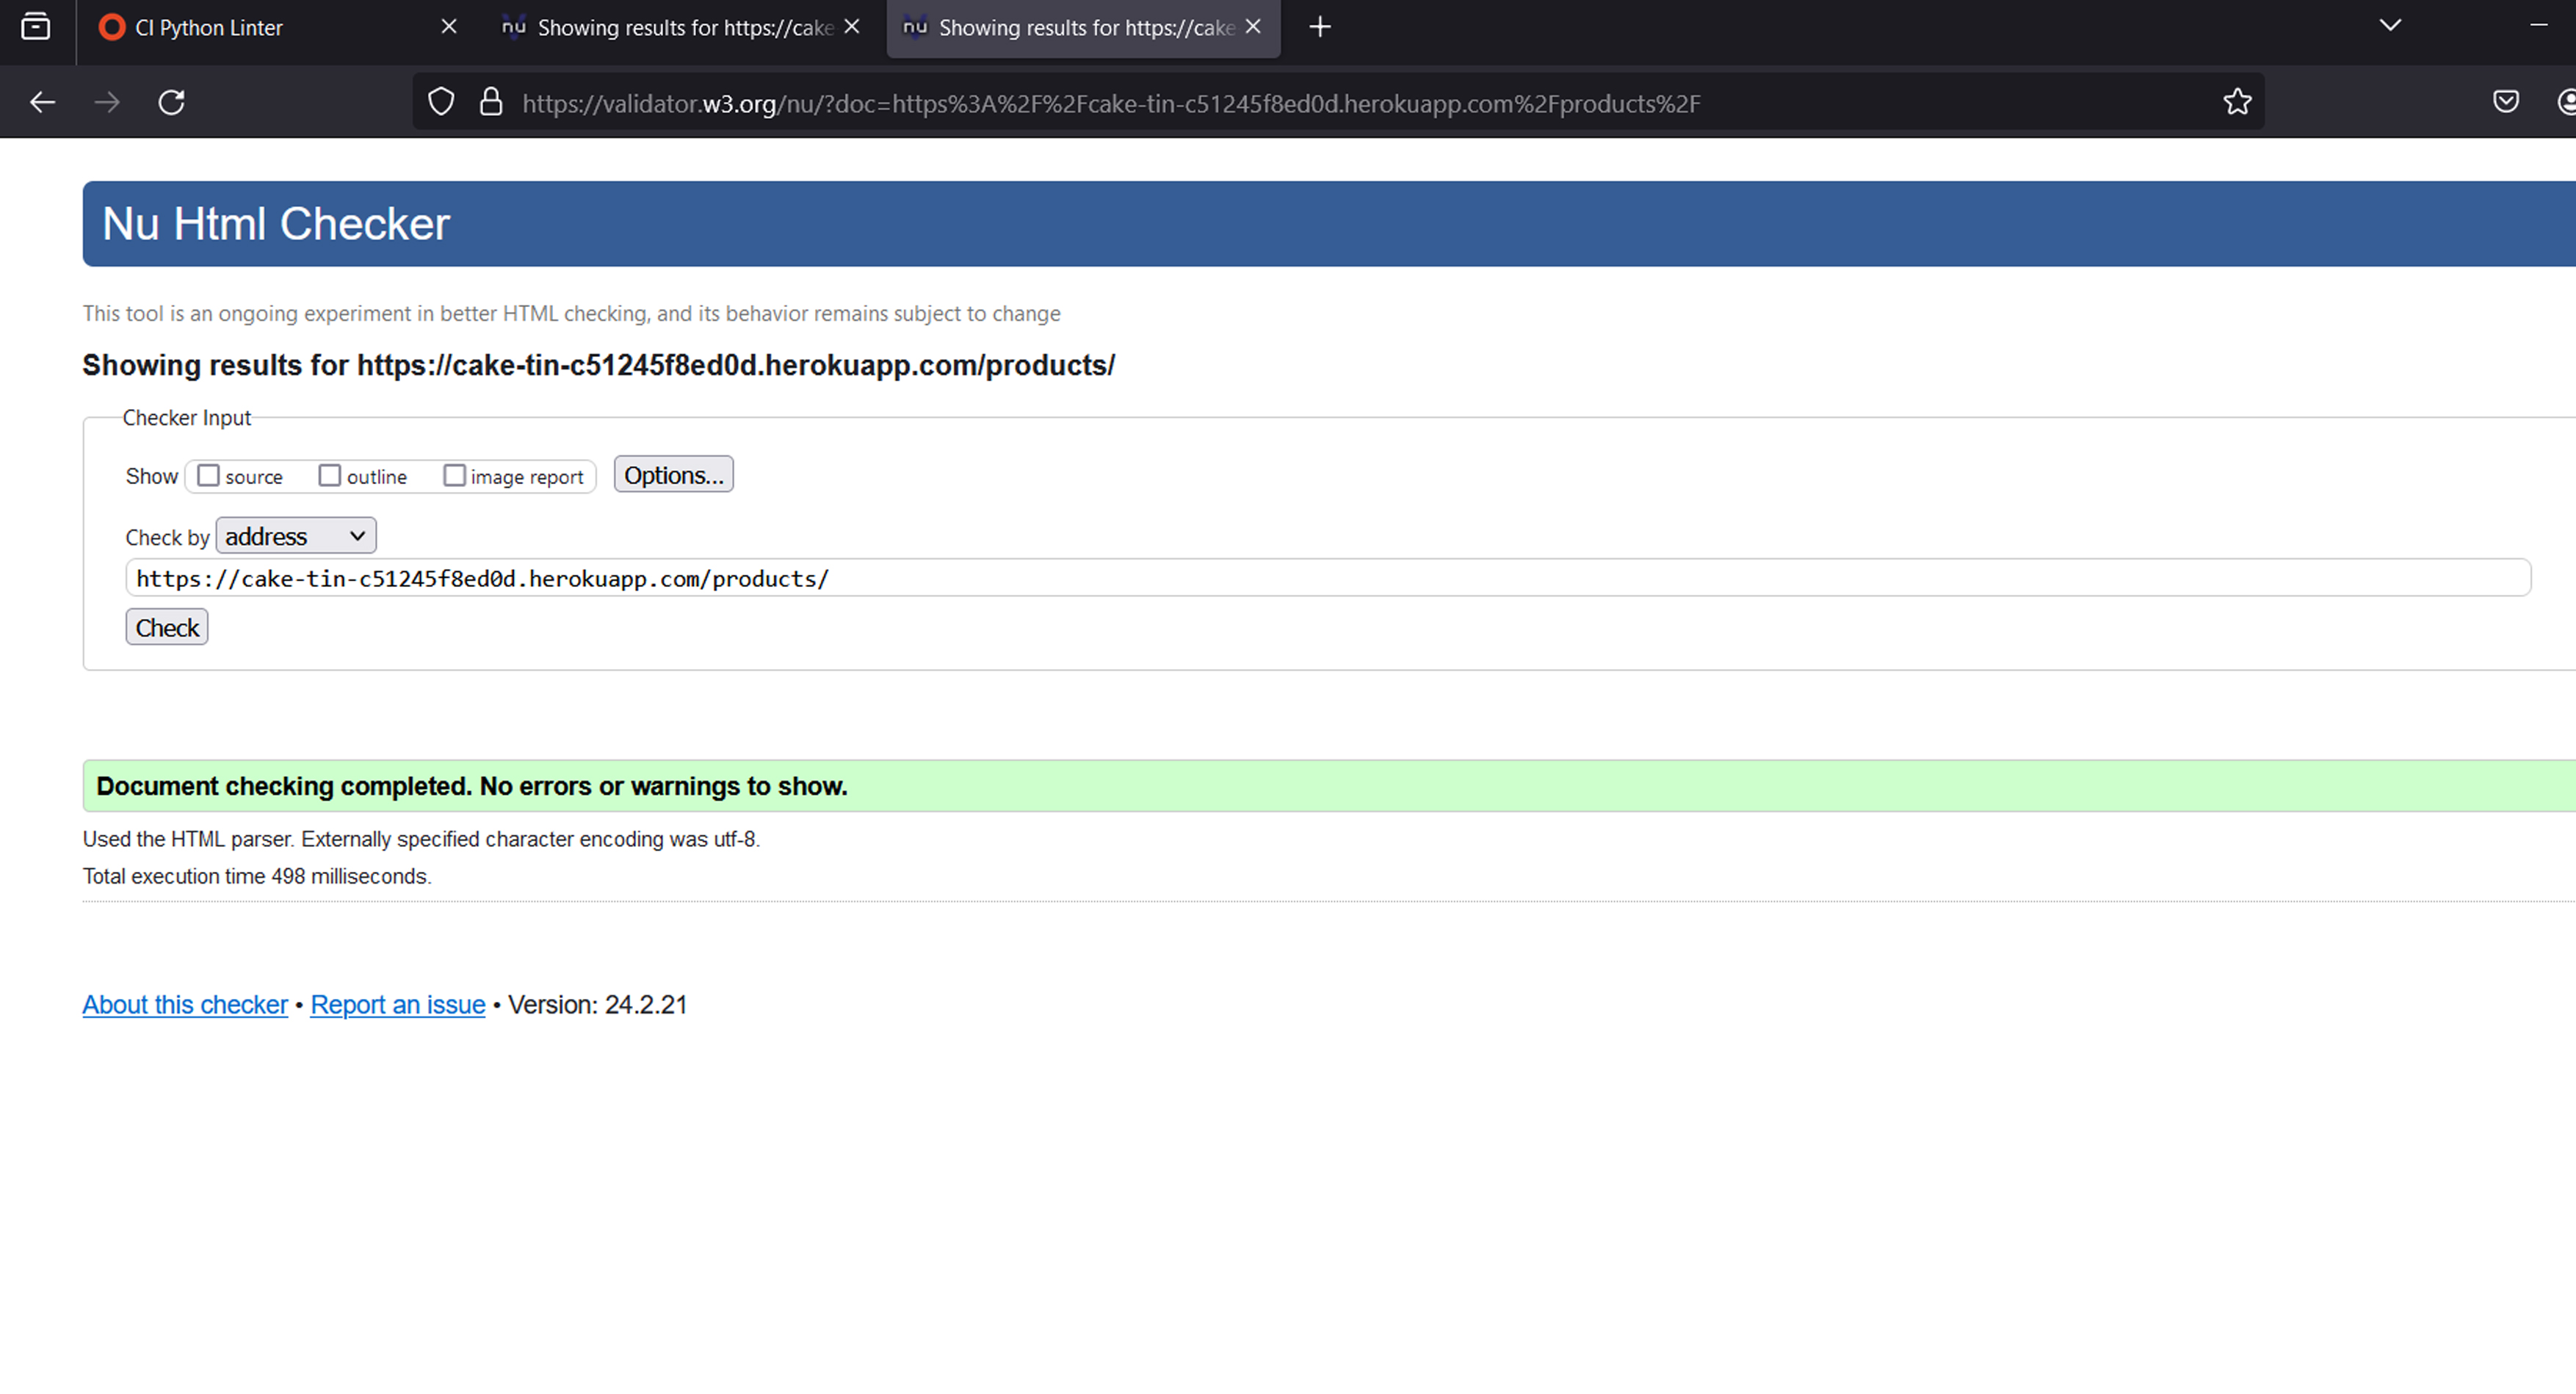 CI Python Linter
nu Showing results for https://cake
nu Showing results for https://cake
https://validator.w3.org/nu/?doc=https%3A%2F%2Fcake-tin-c51245f8ed0d.herokuapp.com%2Fproducts%2F
Nu Html Checker
This tool is an ongoing experiment in better HTML checking, and its behavior remains subject to change
Showing results for https://cake-tin-c51245f8ed0d.herokuapp.com/products/
Checker Input
Show source outline image report Options...
Check by address
https://cake-tin-c51245f8ed0d.herokuapp.com/products/
Check
Document checking completed. No errors or warnings to show.
Used the HTML parser. Externally specified character encoding was utf-8.
Total execution time 498 milliseconds.
About this checker • Report an issue • Version: 24.2.21